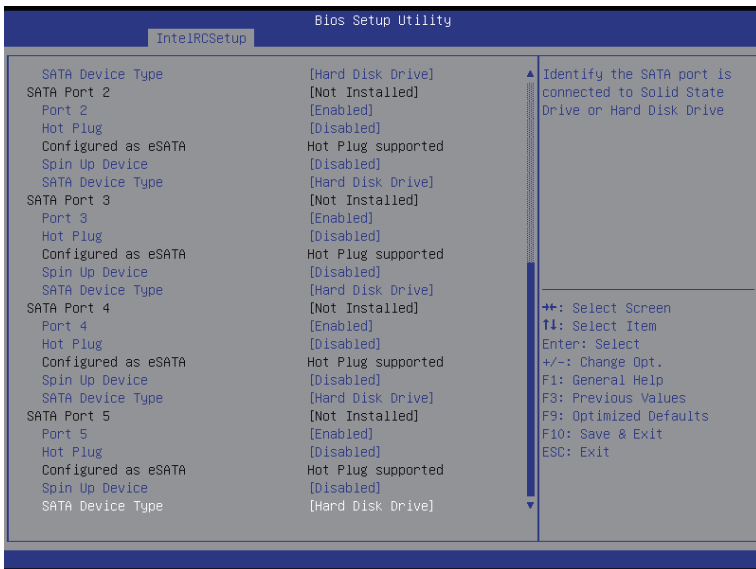 Bios Setup Utility
IntelRCSetup
SATA Device Type [Hard Disk Drive]
SATA Port 2 [Not Installed]
Port 2 [Enabled]
Hot Plug [Disabled]
Configured as eSATA Hot Plug supported
Spin Up Device [Disabled]
SATA Device Type [Hard Disk Drive]
SATA Port 3 [Not Installed]
Port 3 [Enabled]
Hot Plug [Disabled]
Configured as eSATA Hot Plug supported
Spin Up Device [Disabled]
SATA Device Type [Hard Disk Drive]
SATA Port 4 [Not Installed]
Port 4 [Enabled]
Hot Plug [Disabled]
Configured as eSATA Hot Plug supported
Spin Up Device [Disabled]
SATA Device Type [Hard Disk Drive]
SATA Port 5 [Not Installed]
Port 5 [Enabled]
Hot Plug [Disabled]
Configured as eSATA Hot Plug supported
Spin Up Device [Disabled]
SATA Device Type [Hard Disk Drive]
Identify the SATA port is
connected to Solid State
Drive or Hard Disk Drive
→←: Select Screen
↑↓: Select Item
Enter: Select
+/-: Change Opt.
F1: General Help
F3: Previous Values
F9: Optimized Defaults
F10: Save & Exit
ESC: Exit